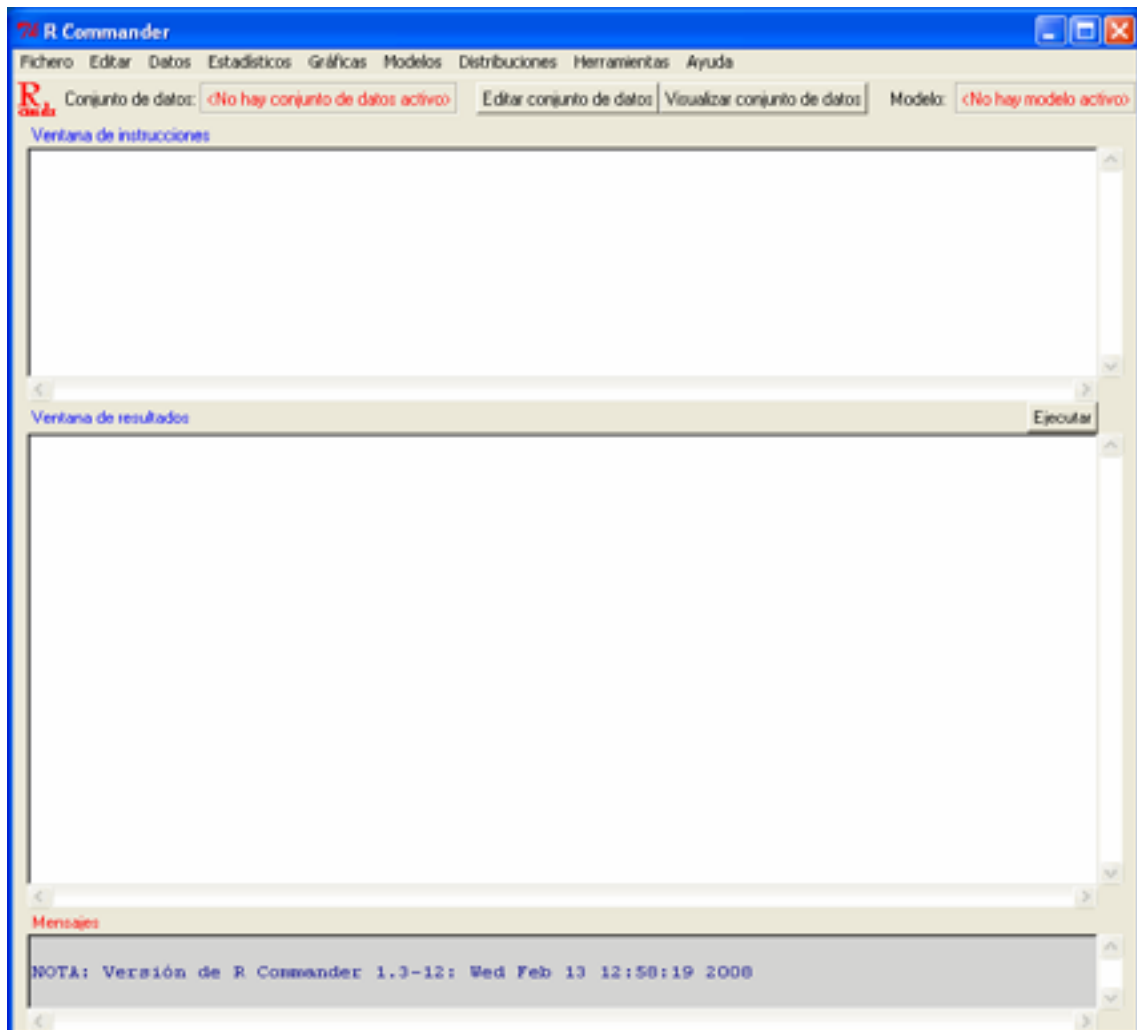 R Commander
Fichero Editar Datos Estadísticos Gráficas Modelos Distribuciones Herramientas Ayuda
R Conjunto de datos: <No hay conjunto de datos activo> Editar conjunto de datos Visualizar conjunto de datos Modelo: <No hay modelo activo>
Ventana de instrucciones
Ventana de resultados Ejecutar
Mensajes
NOTA: Versión de R Commander 1.3-12: Wed Feb 13 12:58:19 2008